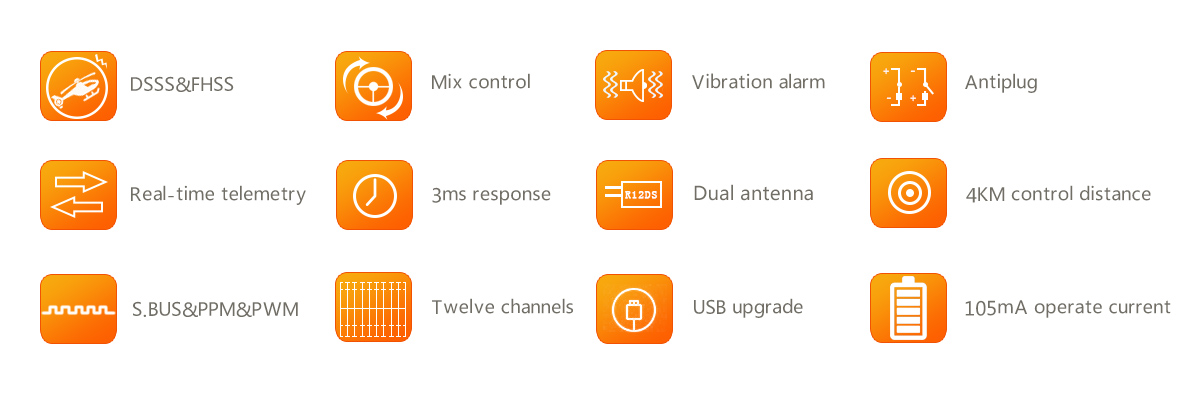 DSSS&FHSS
Mix control
Vibration alarm
Antiplug
Real-time telemetry
3ms response
R12DS
Dual antenna
4KM control distance
S.BUS&PPM&PWM
Twelve channels
USB upgrade
105mA operate current